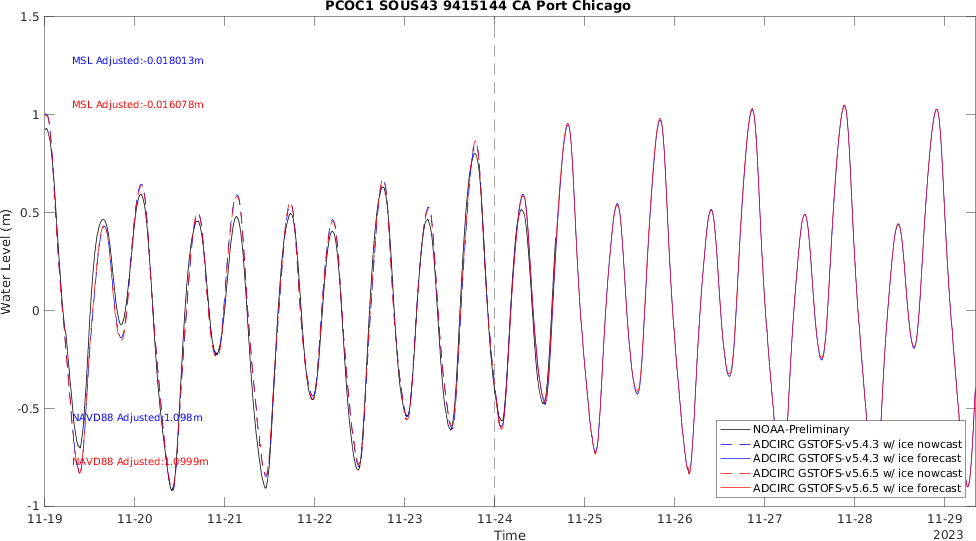 PCOC1 SOUS43 9415144 CA Port Chicago
1.5
MSL Adjusted:-0.018013m
MSL Adjusted:-0.016078m
1
0.5
Water Level (m)
0
-0.5
NAVD88 Adjusted:1.098m
NAVD88 Adjusted:1.0999m
NOAA-Preliminary
ADCIRC GSTOFS-v5.4.3 w/ ice nowcast
ADCIRC GSTOFS-v5.4.3 w/ ice forecast
ADCIRC GSTOFS-v5.6.5 w/ ice nowcast
ADCIRC GSTOFS-v5.6.5 w/ ice forecast
-1
11-19 11-20 11-21 11-22 11-23 11-24 11-25 11-26 11-27 11-28 11-29
Time
2023